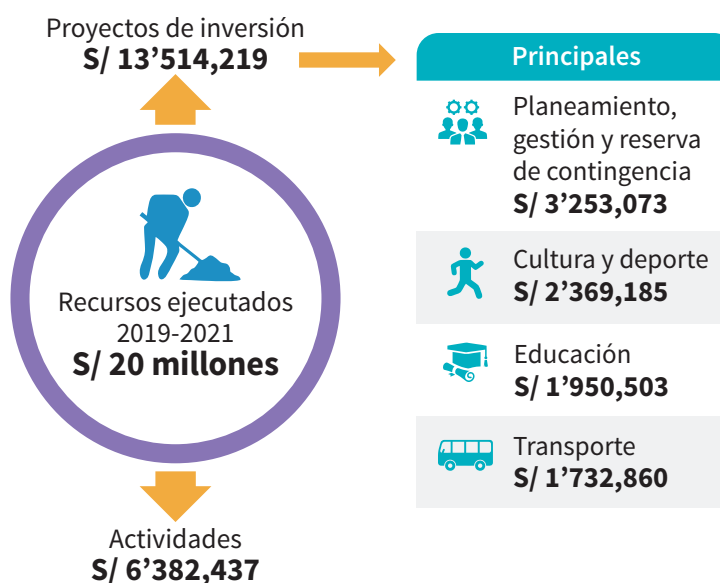 Proyectos de inversión
S/ 13’514,219
Recursos ejecutados
2019-2021
S/ 20 millones
Actividades
S/ 6’382,437
Principales
Planeamiento,
gestión y reserva
de contingencia
S/ 3’253,073
Cultura y deporte
S/ 2’369,185
Educación
S/ 1’950,503
Transporte
S/ 1’732,860